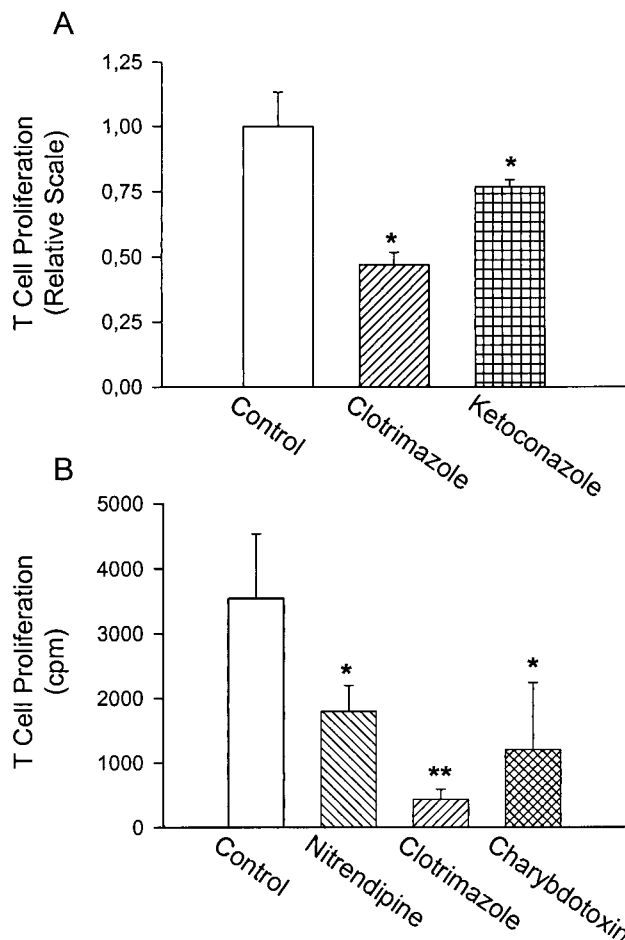 A
T Cell Proliferation
(Relative Scale)
1,25
1,00
0,75
0,50
0,25
0,00
*
*
Control
Clotrimazole
Ketoconazole
B
T Cell Proliferation
(cpm)
5000
4000
3000
2000
1000
0
*
**
*
Control
Nitrendipine
Clotrimazole
Charybdotoxin